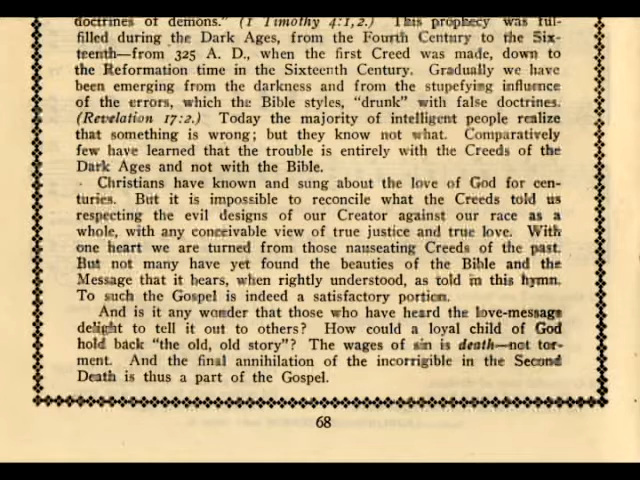 doctrines of demons." (1 Timothy 4:1,2.) This prophecy was ful-
filled during the Dark Ages, from the Fourth Century to the Six-
teenth—from 325 A. D., when the first Creed was made, down to
the Reformation time in the Sixteenth Century. Gradually we have
been emerging from the darkness and from the stupefying influence
of the errors, which the Bible styles, "drunk" with false doctrines.
(Revelation 17:2.) Today the majority of intelligent people realize
that something is wrong; but they know not what. Comparatively
few have learned that the trouble is entirely with the Creeds of the
Dark Ages and not with the Bible.
Christians have known and sung about the love of God for cen-
turies. But it is impossible to reconcile what the Creeds told us
respecting the evil designs of our Creator against our race as a
whole, with any conceivable view of true justice and true love. With
one heart we are turned from those nauseating Creeds of the past.
But not many have yet found the beauties of the Bible and the
Message that it bears, when rightly understood, as told in this hymn.
To such the Gospel is indeed a satisfactory portion.
And is it any wonder that those who have heard the love-message
delight to tell it out to others? How could a loyal child of God
hold back "the old, old story"? The wages of sin is death—not tor-
ment. And the final annihilation of the incorrigible in the Second
Death is thus a part of the Gospel.
68